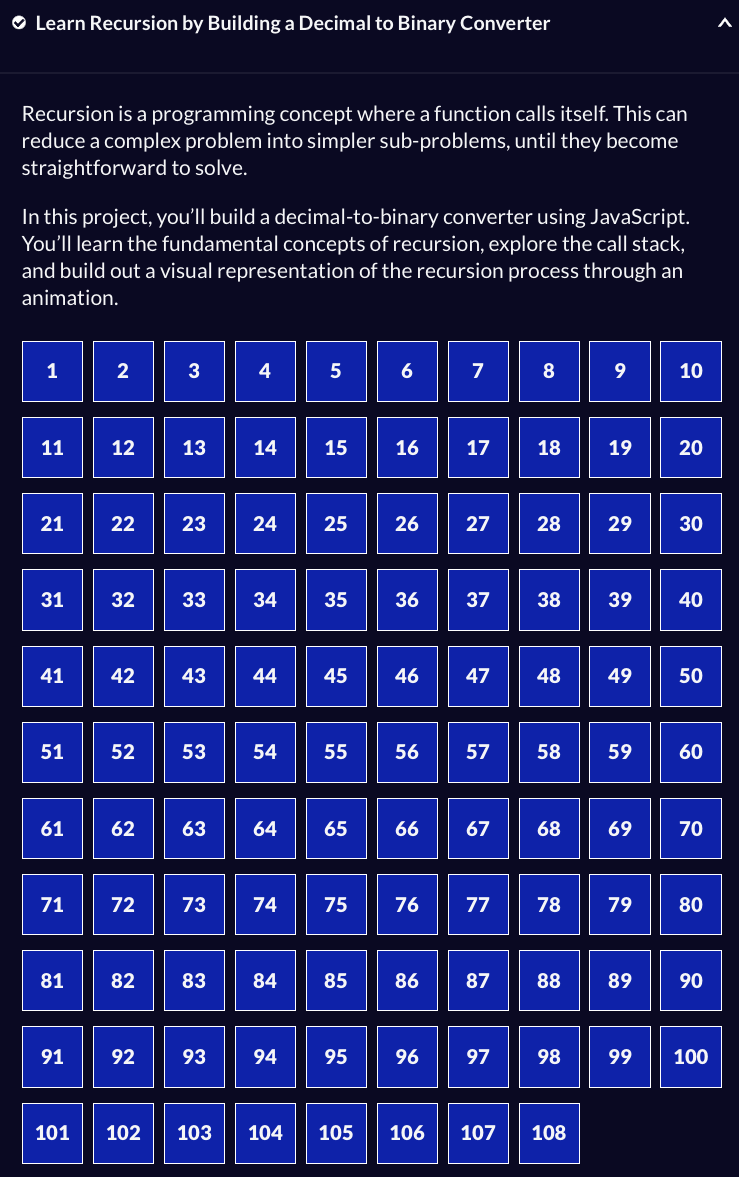 Learn Recursion by Building a Decimal to Binary Converter
Recursion is a programming concept where a function calls itself. This can
reduce a complex problem into simpler sub-problems, until they become
straightforward to solve.
In this project, you’ll build a decimal-to-binary converter using JavaScript.
You’ll learn the fundamental concepts of recursion, explore the call stack,
and build out a visual representation of the recursion process through an
animation.
1 2 3 4 5 6 7 8 9 10
11 12 13 14 15 16 17 18 19 20
21 22 23 24 25 26 27 28 29 30
31 32 33 34 35 36 37 38 39 40
41 42 43 44 45 46 47 48 49 50
51 52 53 54 55 56 57 58 59 60
61 62 63 64 65 66 67 68 69 70
71 72 73 74 75 76 77 78 79 80
81 82 83 84 85 86 87 88 89 90
91 92 93 94 95 96 97 98 99 100
101 102 103 104 105 106 107 108